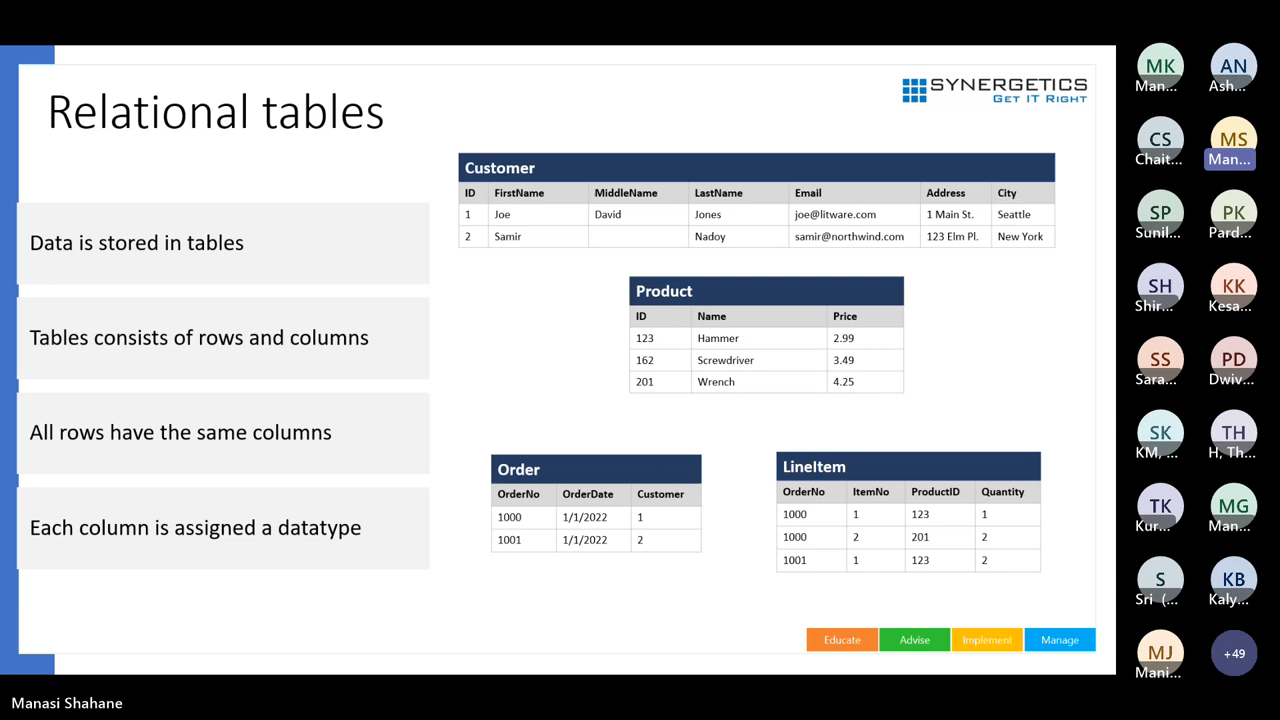 Relational tables
SYNERGETICS
GET IT RIGHT
Data is stored in tables
Tables consists of rows and columns
All rows have the same columns
Each column is assigned a datatype
Customer
ID FirstName MiddleName LastName Email Address City
1 Joe David Jones joe@litware.com 1 Main St. Seattle
2 Samir Nadoy samir@northwind.com 123 Elm Pl. New York
Product
ID Name Price
123 Hammer 2.99
162 Screwdriver 3.49
201 Wrench 4.25
Order
OrderNo OrderDate Customer
1000 1/1/2022 1
1001 1/1/2022 2
LineItem
OrderNo ItemNo ProductID Quantity
1000 1 123 1
1000 2 201 2
1001 1 123 2
Educate Advise Implement Manage
MK AN
Man... Ash...
CS MS
Chait... Man...
SP PK
Sunil... Pard...
SH KK
Shir... Kesa...
SS PD
Sara... Dwiv...
SK TH
KM, ... H, Th...
TK MG
Kur... Man...
S KB
Sri (... Kaly...
MJ +49
Mani...
Manasi Shahane